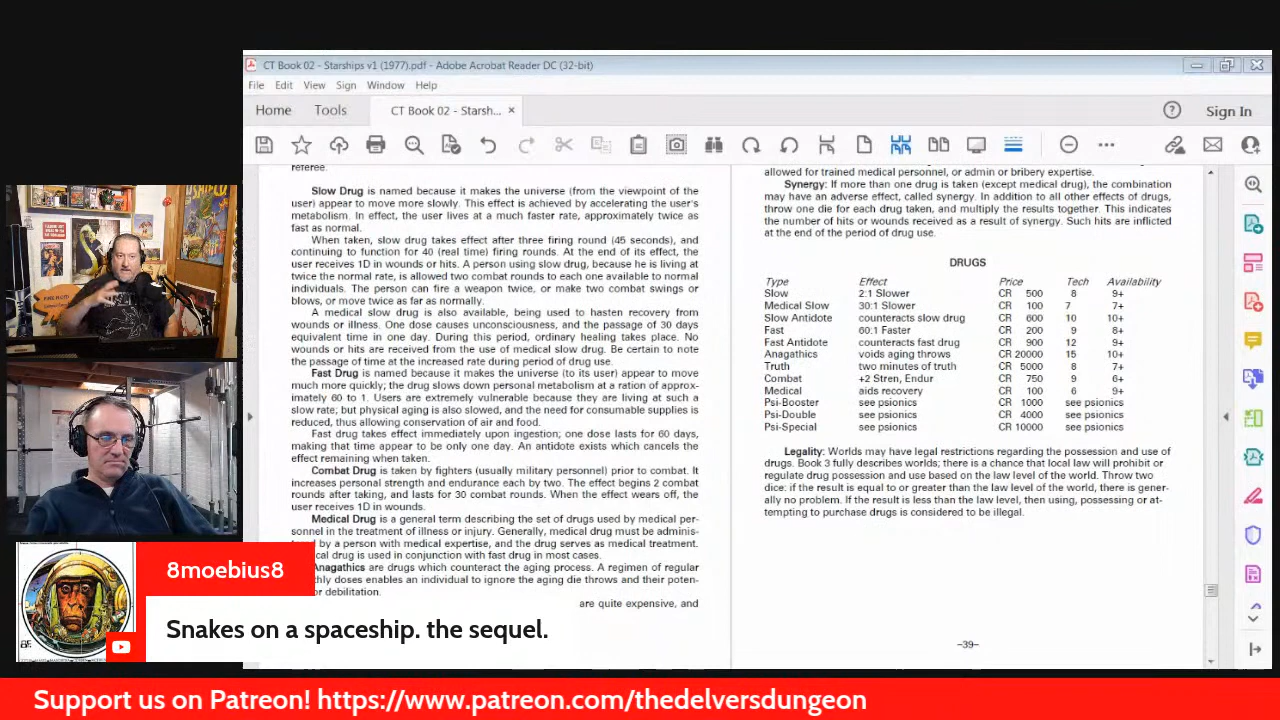 CT Book 02 - Starships v1 (1977).pdf - Adobe Acrobat Reader DC (32-bit)
File Edit View Sign Window Help
Home Tools CT Book 02 - Starsh... × Sign In
referee.
Slow Drug is named because it makes the universe (from the viewpoint of the
user) appear to move more slowly. This effect is achieved by accelerating the user's
metabolism. In effect, the user lives at a much faster rate, approximately twice as
fast as normal.
When taken, slow drug takes effect after three firing round (45 seconds), and
continuing to function for 40 (real time) firing rounds. At the end of its effect, the
user receives 1D in wounds or hits. A person using slow drug, because he is living at
twice the normal rate, is allowed two combat rounds to each one available to normal
individuals. The person can fire a weapon twice, or make two combat swings or
blows, or move twice as far as normally.
A medical slow drug is also available, being used to hasten recovery from
wounds or illness. One dose causes unconsciousness, and the passage of 30 days
equivalent time in one day. During this period, ordinary healing takes place. No
wounds or hits are received from the use of medical slow drug. Be certain to note
the passage of time at the increased rate during period of drug use.
Fast Drug is named because it makes the universe (to its user) appear to move
much more quickly; the drug slows down personal metabolism at a ration of approx-
imately 60 to 1. Users are extremely vulnerable because they are living at such a
slow rate; but physical aging is also slowed, and the need for consumable supplies is
reduced, thus allowing conservation of air and food.
Fast drug takes effect immediately upon ingestion; one dose lasts for 60 days,
making that time appear to be only one day. An antidote exists which cancels the
effect remaining when taken.
Combat Drug is taken by fighters (usually military personnel) prior to combat. It
increases personal strength and endurance each by two. The effect begins 2 combat
rounds after taking, and lasts for 30 combat rounds. When the effect wears off, the
user receives 1D in wounds.
Medical Drug is a general term describing the set of drugs used by medical per-
sonnel in the treatment of illness or injury. Generally, medical drug must be adminis-
by a person with medical expertise, and the drug serves as medical treatment.
cal drug is used in conjunction with fast drug in most cases.
Anagathics are drugs which counteract the aging process. A regimen of regular
hly doses enables an individual to ignore the aging die throws and their poten-
or debilitation.
are quite expensive, and
allowed for trained medical personnel, or admin or bribery expertise.
Synergy: If more than one drug is taken (except medical drug), the combination
may have an adverse effect, called synergy. In addition to all other effects of drugs,
throw one die for each drug taken, and multiply the results together. This indicates
the number of hits or wounds received as a result of synergy. Such hits are inflicted
at the end of the period of drug use.
DRUGS
Type Effect Price Tech Availability
Slow 2:1 Slower CR 500 8 9+
Medical Slow 30:1 Slower CR 100 7 7+
Slow Antidote counteracts slow drug CR 600 10 10+
Fast 60:1 Faster CR 200 9 8+
Fast Antidote counteracts fast drug CR 900 12 9+
Anagathics voids aging throws CR 20000 15 10+
Truth two minutes of truth CR 5000 8 7+
Combat +2 Stren, Endur CR 750 9 6+
Medical aids recovery CR 100 6 9+
Psi-Booster see psionics CR 1000 see psionics
Psi-Double see psionics CR 4000 see psionics
Psi-Special see psionics CR 10000 see psionics
Legality: Worlds may have legal restrictions regarding the possession and use of
drugs. Book 3 fully describes worlds; there is a chance that local law will prohibit or
regulate drug possession and use based on the law level of the world. Throw two
dice: if the result is equal to or greater than the law level of the world, there is gener-
ally no problem. If the result is less than the law level, then using, possessing or at-
tempting to purchase drugs is considered to be illegal.
–39–
8moebius8
Snakes on a spaceship. the sequel.
Support us on Patreon! https://www.patreon.com/thedelversdungeon